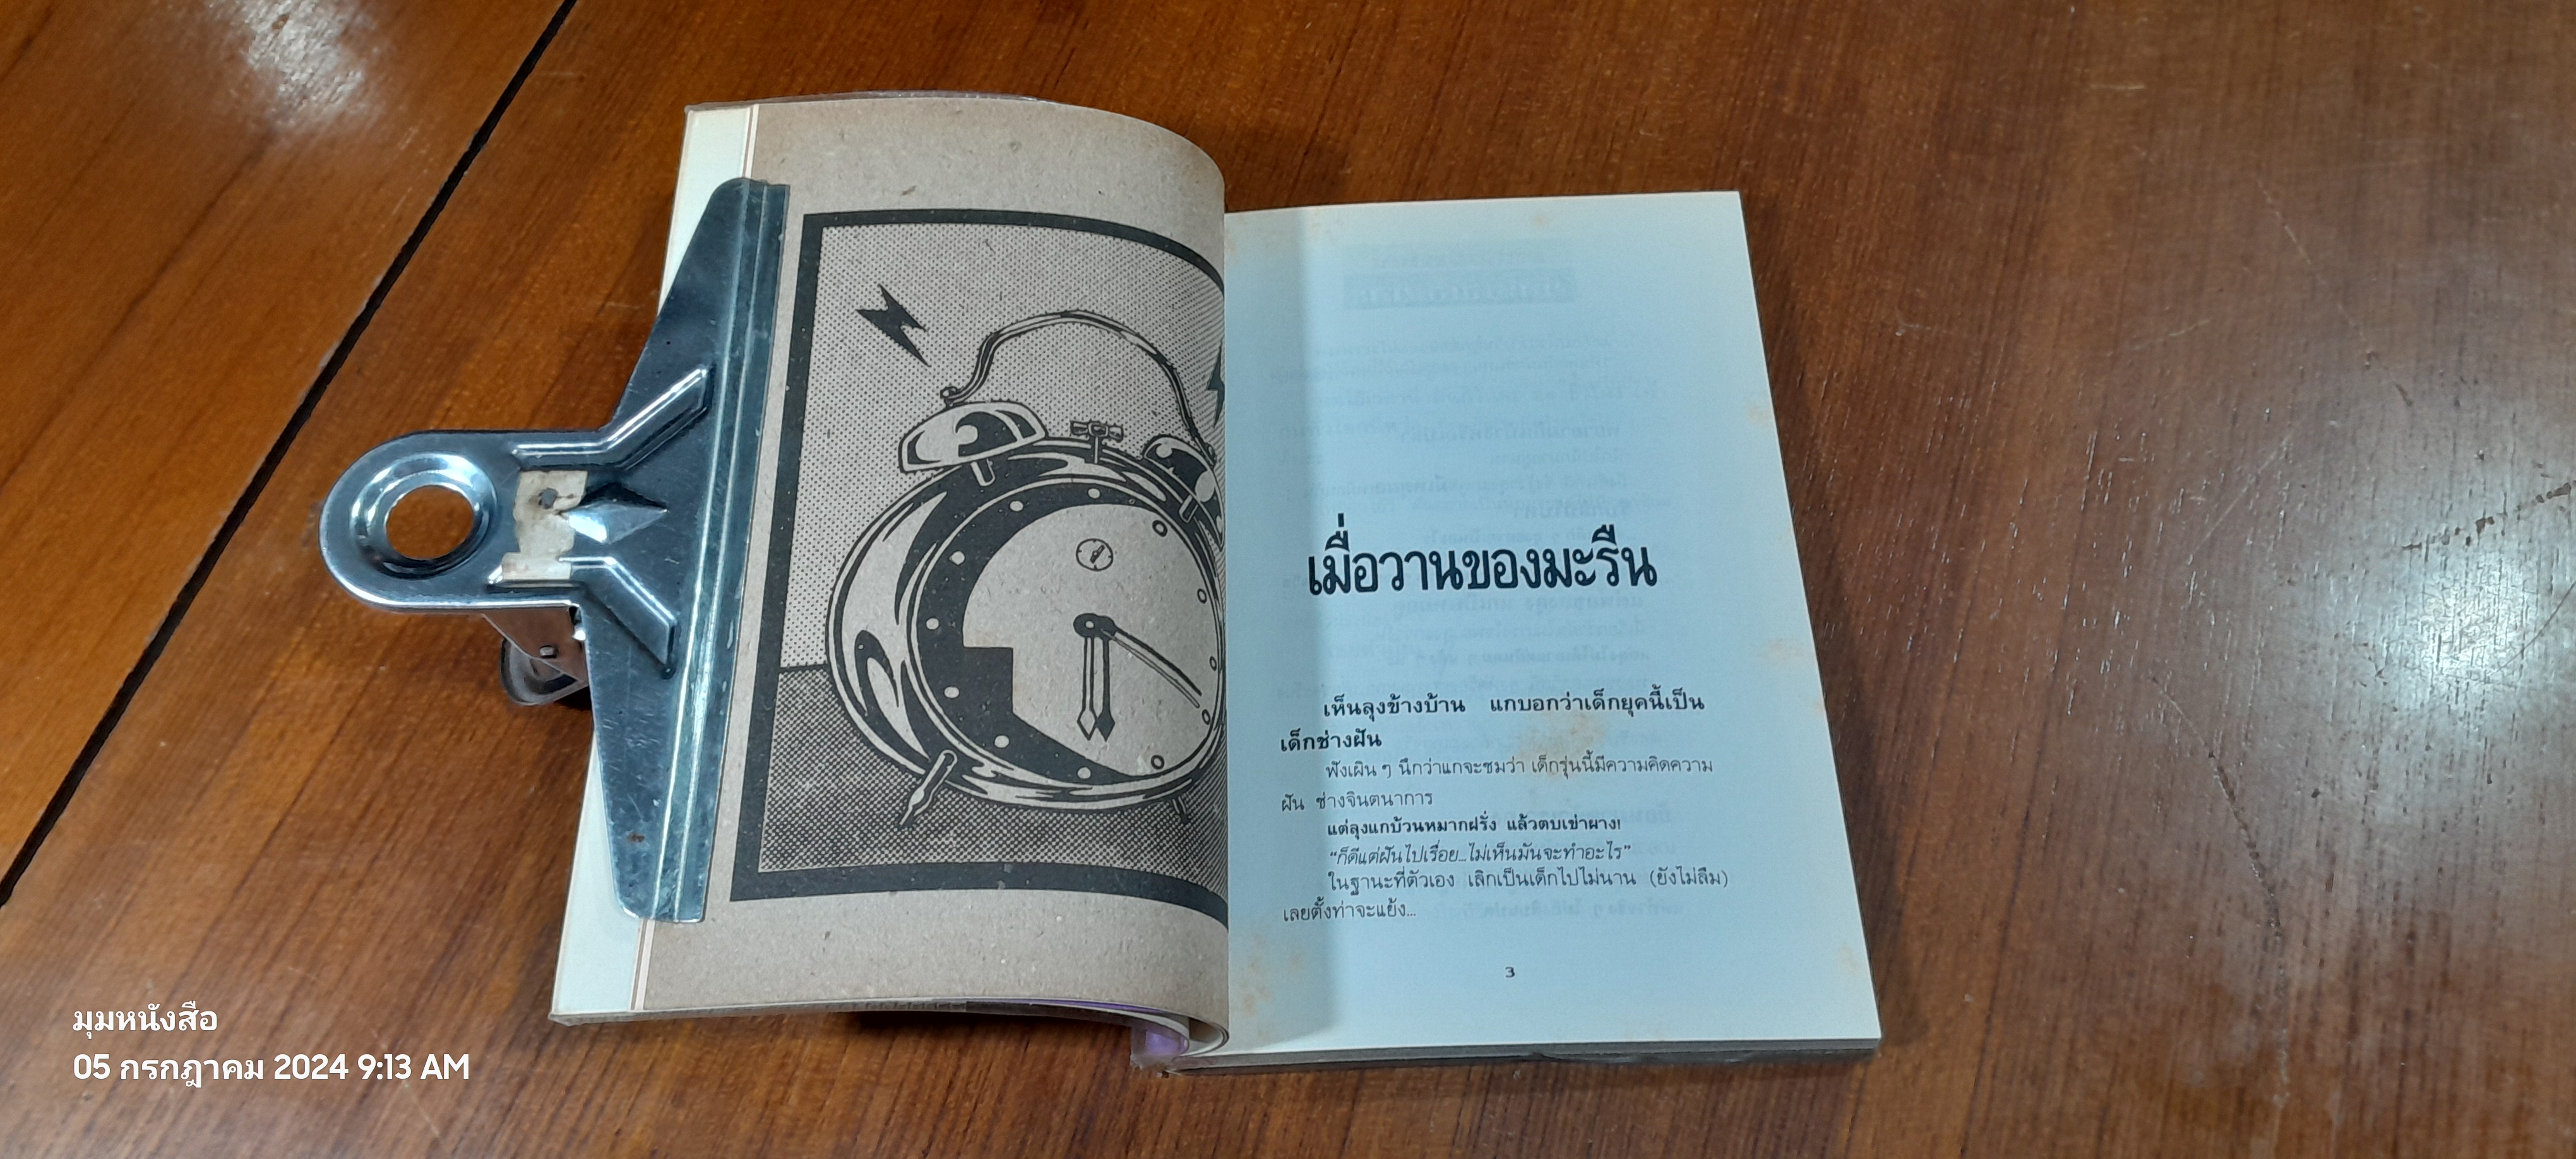 เมื่อวานของมะรืน
เห็นลุงข้างบ้าน แกบอกว่าเด็กยุคนี้เป็น
เด็กช่างฝัน
ฟังเผิน ๆ นึกว่าแกจะชมว่า เด็กรุ่นนี้มีความคิดความ
ฝัน ช่างจินตนาการ
แต่ลุงแกบ้วนหมากฝรั่ง แล้วตบเข่าผาง!
“ก็ดีแต่ฝันไปเรื่อย...ไม่เห็นมันจะทำอะไร”
ในฐานะที่ตัวเอง เลิกเป็นเด็กไปไม่นาน (ยังไม่ลืม)
เลยตั้งท่าจะแย้ง...
3
มุมหนังสือ
05 กรกฎาคม 2024 9:13 AM